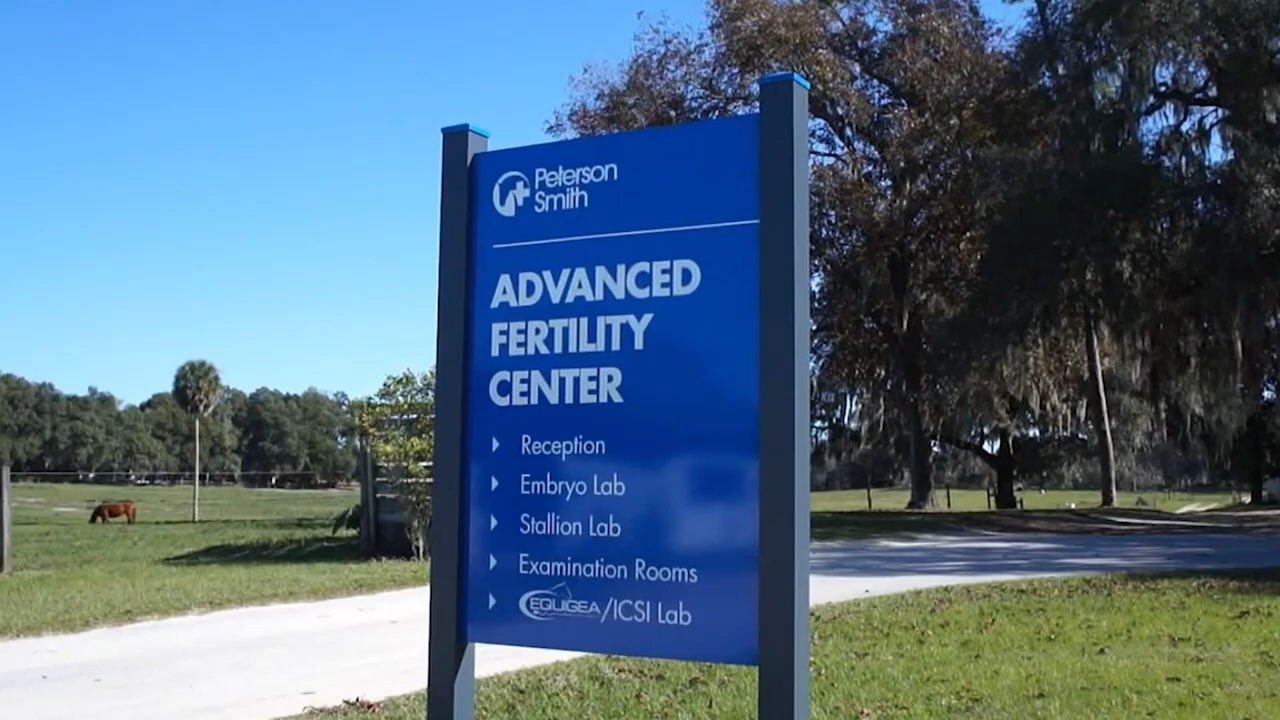 Peterson
Smith
ADVANCED
FERTILITY
CENTER
Reception
Embryo Lab
Stallion Lab
Examination Rooms
EQUIGEA/ICSI Lab